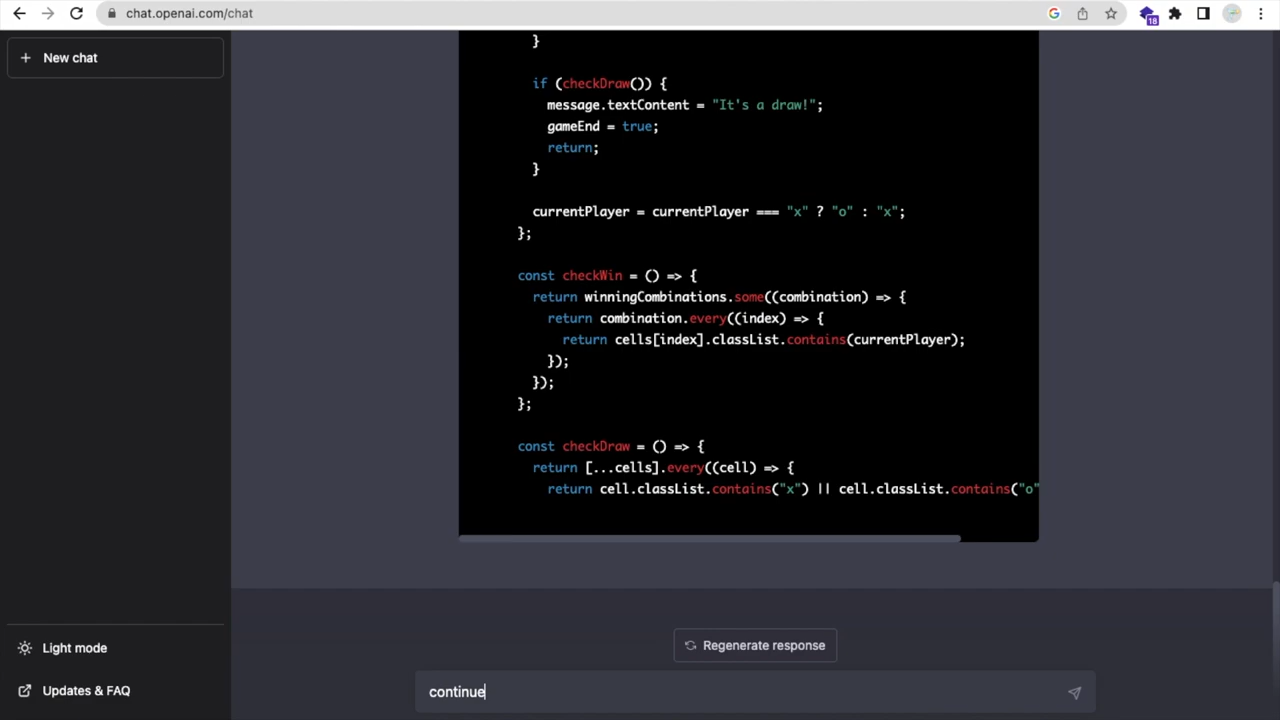 chat.openai.com/chat
18
New chat
}
if (checkDraw()) {
message.textContent = "It's a draw!";
gameEnd = true;
return;
}
currentPlayer = currentPlayer === "x" ? "o" : "x";
};
const checkWin = () => {
return winningCombinations.some((combination) => {
return combination.every((index) => {
return cells[index].classList.contains(currentPlayer);
});
});
};
const checkDraw = () => {
return [...cells].every((cell) => {
return cell.classList.contains("x") || cell.classList.contains("o"
Regenerate response
continue
Light mode
Updates & FAQ